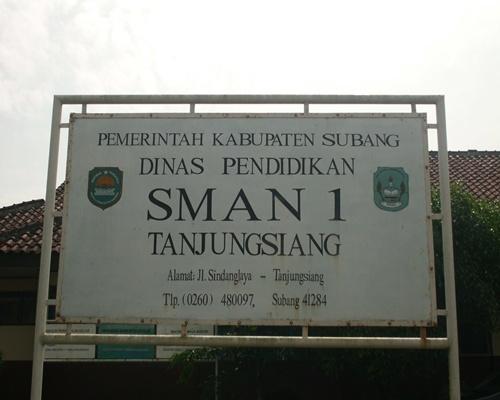 PEMERINTAH KABUPATEN SUBANG
DINAS PENDIDIKAN
SMAN 1
TANJUNGSIANG
Alamat: Jl. Sindanglaya – Tanjungsiang
Tlp. (0260) 480097, Subang 41284